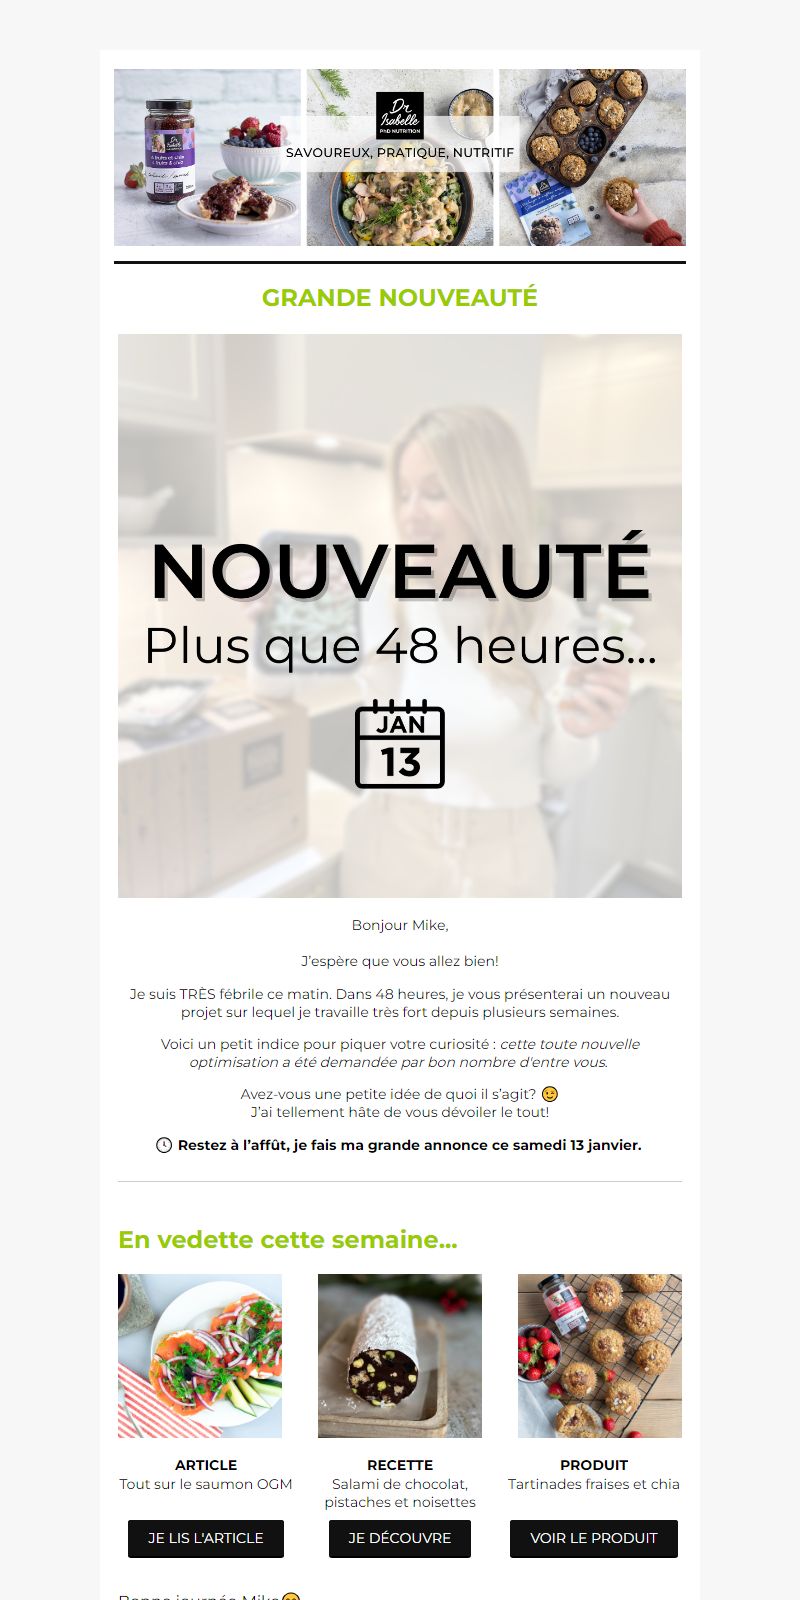 Dr
Isabelle
PhD NUTRITION
SAVOUREUX, PRATIQUE, NUTRITIF
GRANDE NOUVEAUTÉ
NOUVEAUTÉ
Plus que 48 heures...
JAN
13
Bonjour Mike,
J’espère que vous allez bien!
Je suis TRÈS fébrile ce matin. Dans 48 heures, je vous présenterai un nouveau
projet sur lequel je travaille très fort depuis plusieurs semaines.
Voici un petit indice pour piquer votre curiosité : cette toute nouvelle
optimisation a été demandée par bon nombre d'entre vous.
Avez-vous une petite idée de quoi il s’agit? 😉
J’ai tellement hâte de vous dévoiler le tout!
🕓 Restez à l’affût, je fais ma grande annonce ce samedi 13 janvier.
En vedette cette semaine...
ARTICLE
Tout sur le saumon OGM
JE LIS L'ARTICLE
RECETTE
Salami de chocolat,
pistaches et noisettes
JE DÉCOUVRE
PRODUIT
Tartinades fraises et chia
VOIR LE PRODUIT
Bonne journée Mike